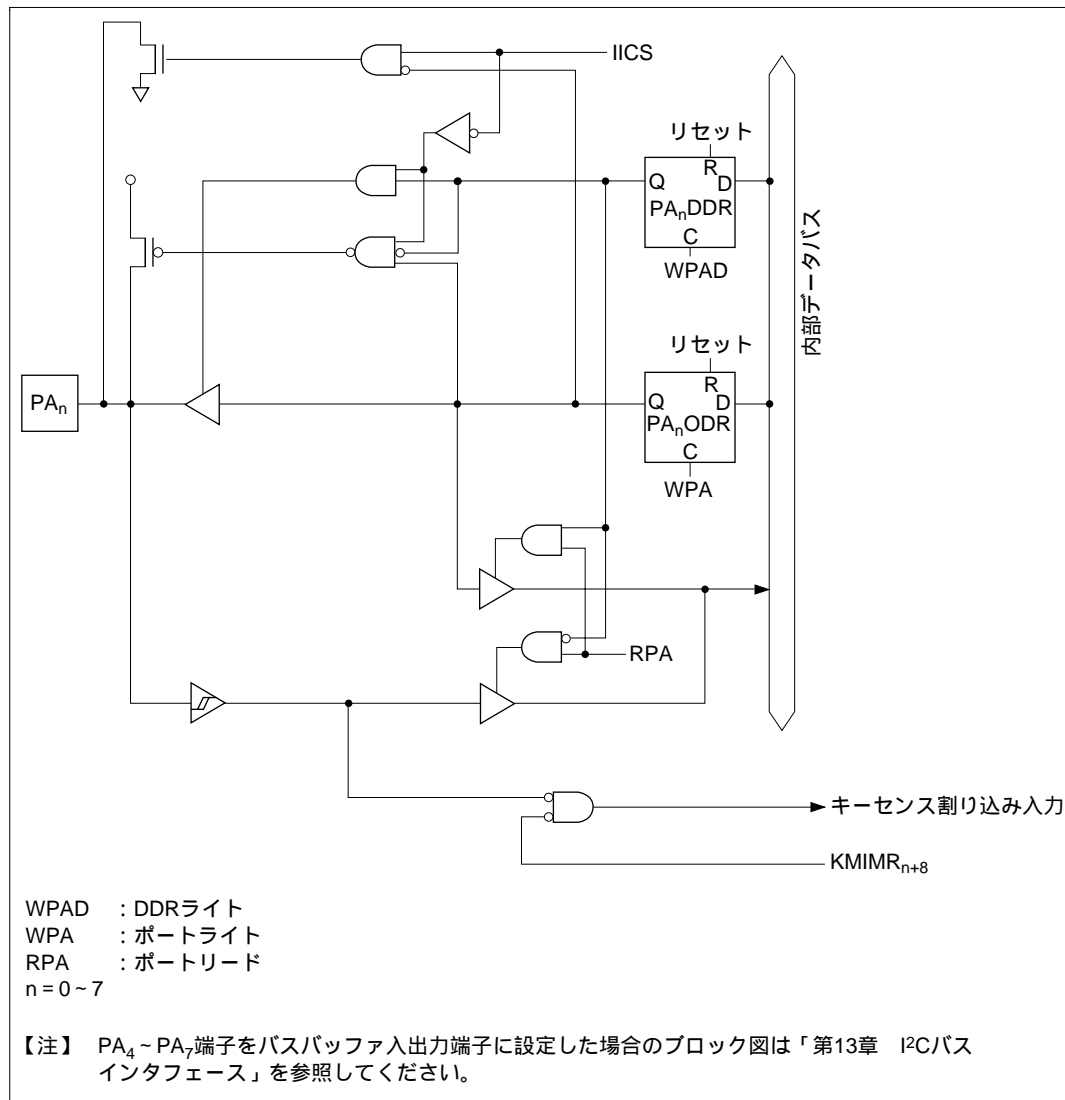 IICS
リセット
R
Q D
PAnDDR
C
WPAD
内部データバス
リセット
R
PAn
Q D
PAnODR
C
WPA
RPA
キーセンス割り込み入力
KMIMRn+8
WPAD : DDRライト
WPA : ポートライト
RPA : ポートリード
n = 0 ~ 7
【注】 PA4 ~ PA7端子をバスバッファ入出力端子に設定した場合のブロック図は「第13章 I²Cバス
インタフェース」を参照してください。